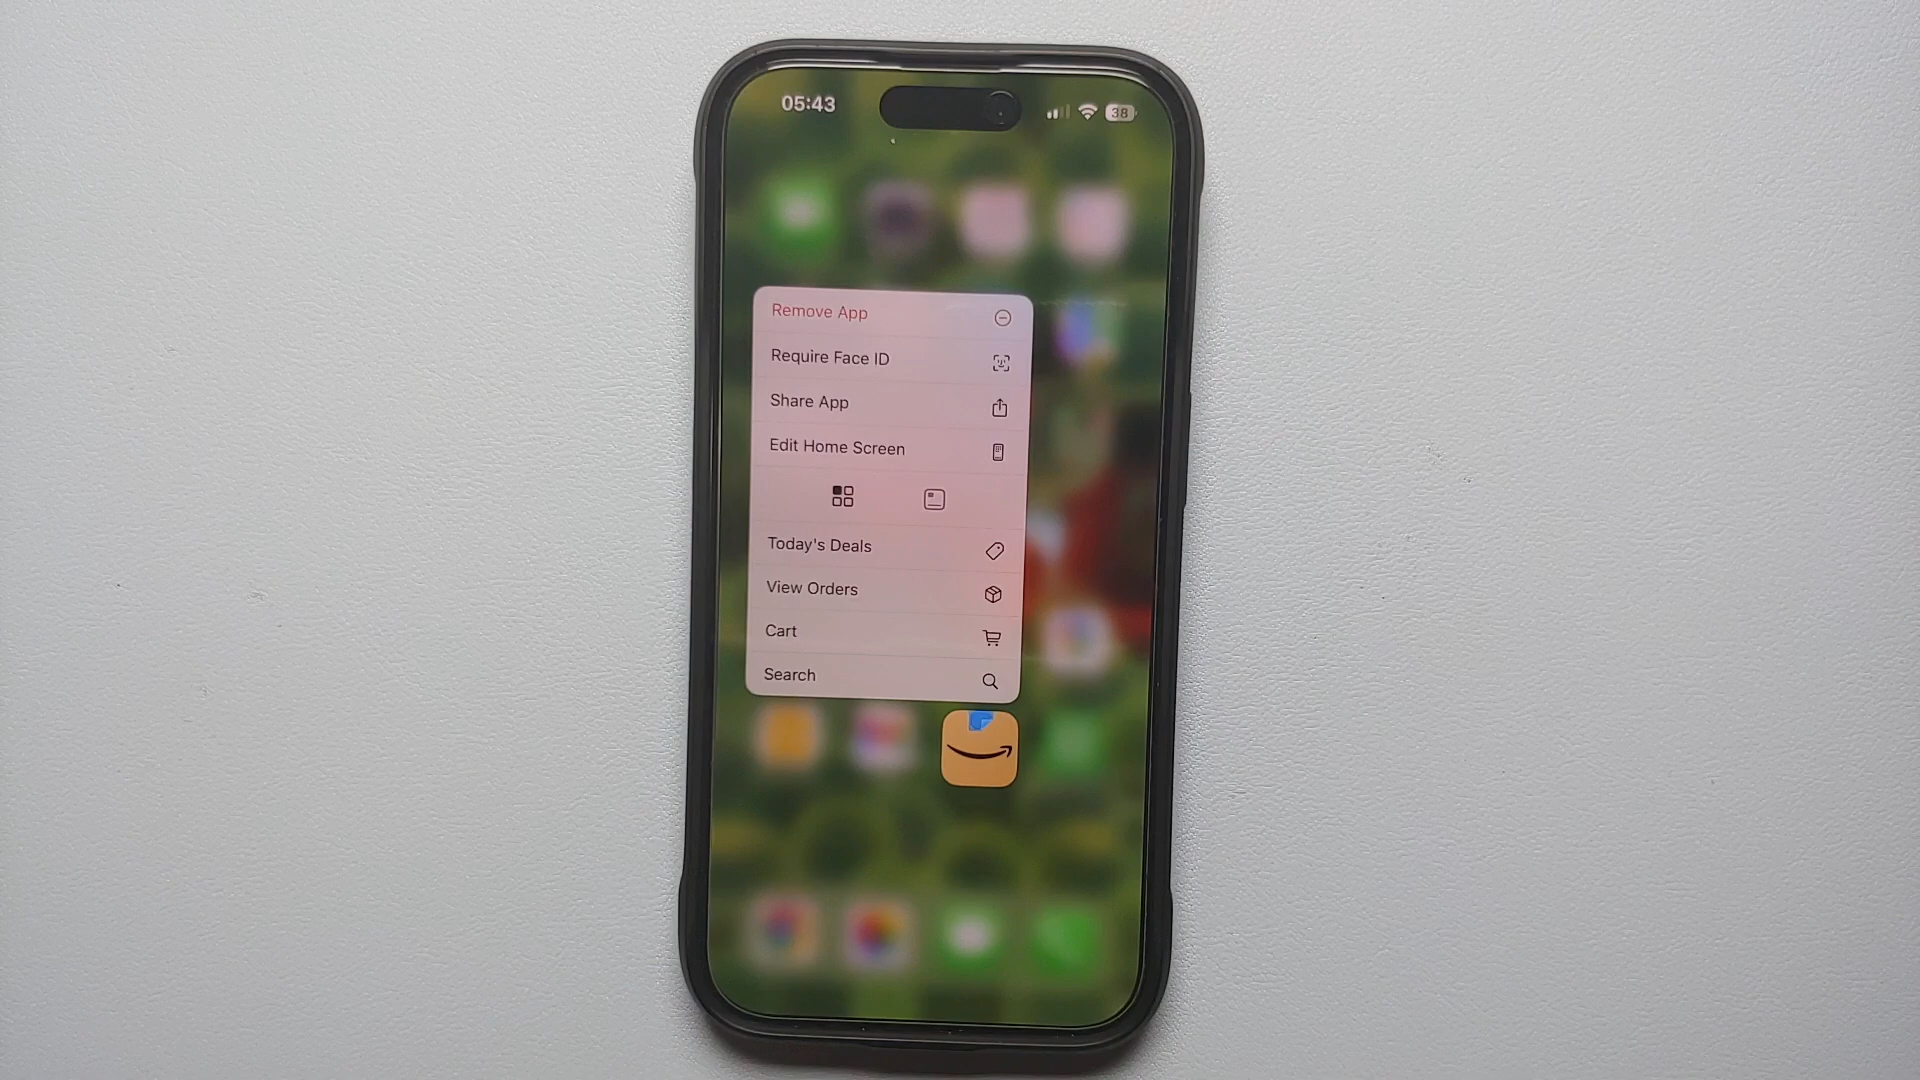 05:43
38
Remove App
Require Face ID
Share App
Edit Home Screen
Today's Deals
View Orders
Cart
Search